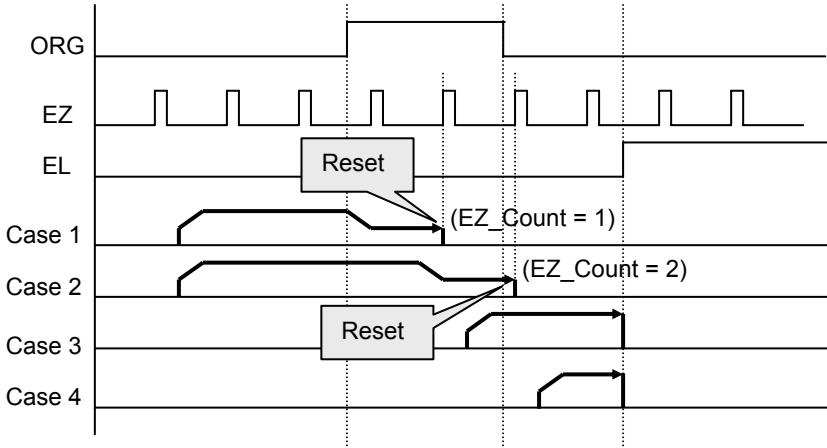 ORG
EZ
EL
Reset
Case 1
(EZ_Count = 1)
Case 2
(EZ_Count = 2)
Reset
Case 3
Case 4